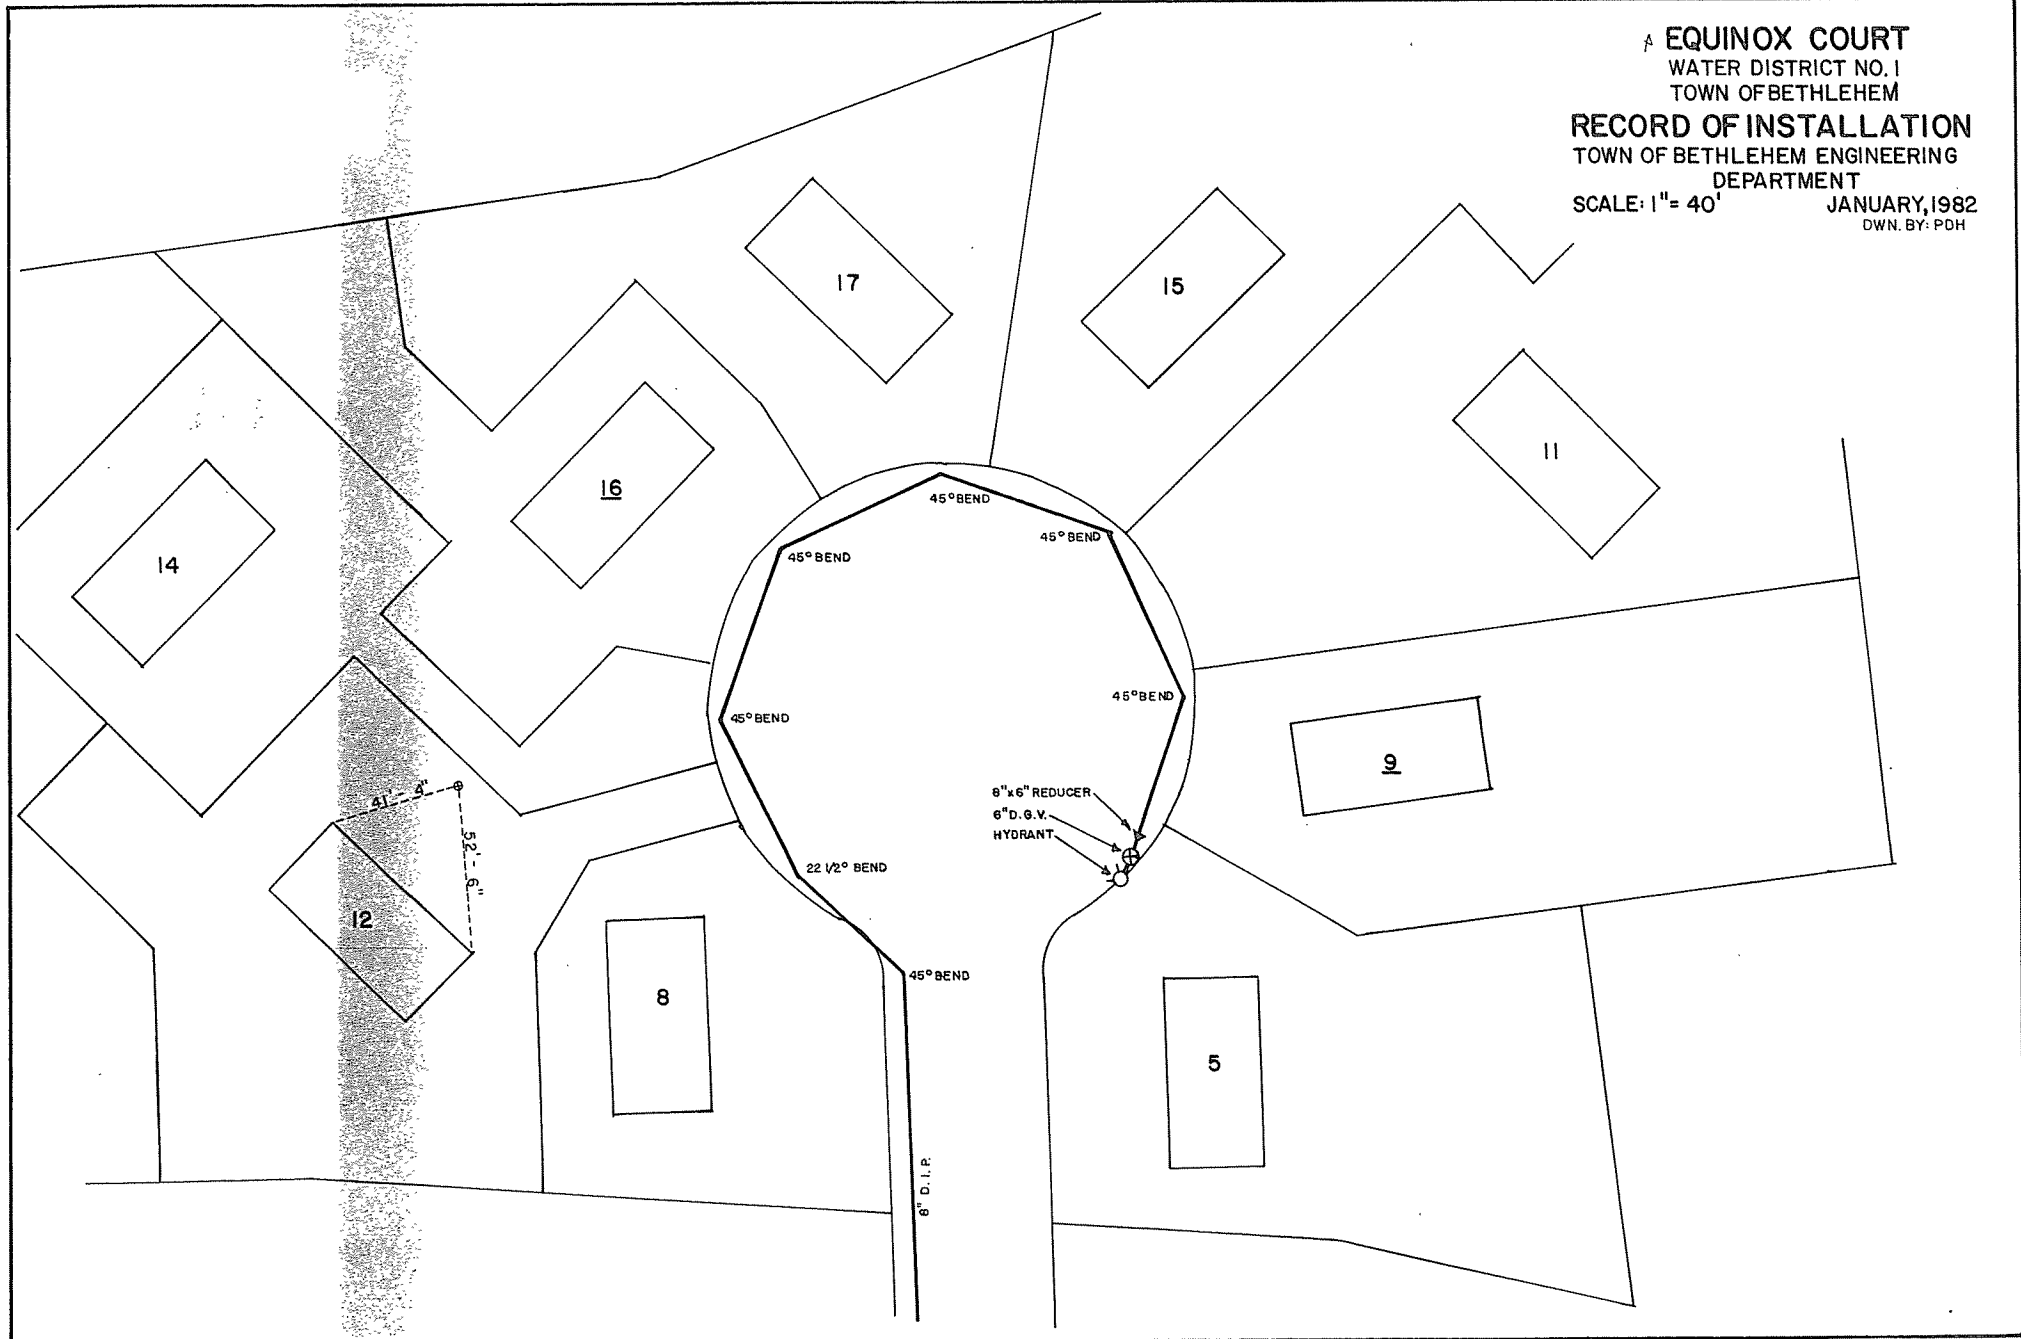 EQUINOX COURT
WATER DISTRICT NO. 1
TOWN OF BETHLEHEM
RECORD OF INSTALLATION
TOWN OF BETHLEHEM ENGINEERING
DEPARTMENT
SCALE: 1"= 40' JANUARY, 1982
DWN. BY: PDH
17
15
11
16
14
45° BEND
45° BEND
45° BEND
45° BEND
45° BEND
9
41' - 4"
52' - 6"
8"x6" REDUCER
6" D.G.V.
HYDRANT
22 1/2° BEND
12
45° BEND
8
5
8" D.I.P.